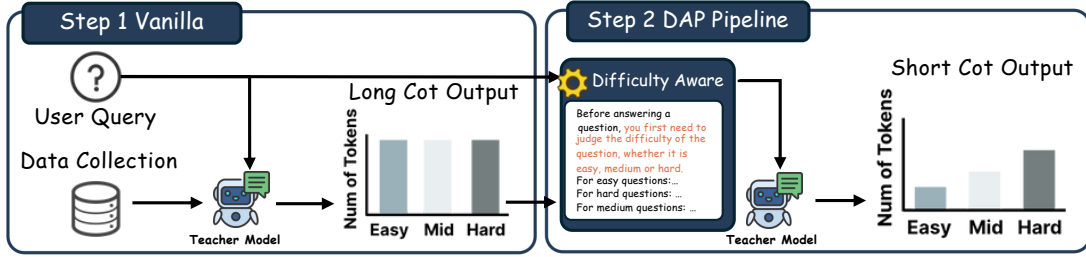 Step 1 Vanilla
?
User Query
Data Collection
Teacher Model
Long Cot Output
Num of Tokens
Easy Mid Hard
Step 2 DAP Pipeline
Difficulty Aware
Before answering a
question, you first need to
judge the difficulty of the
question, whether it is
easy, medium or hard.
For easy questions:...
For hard questions: ...
For medium questions: ...
Teacher Model
Short Cot Output
Num of Tokens
Easy Mid Hard